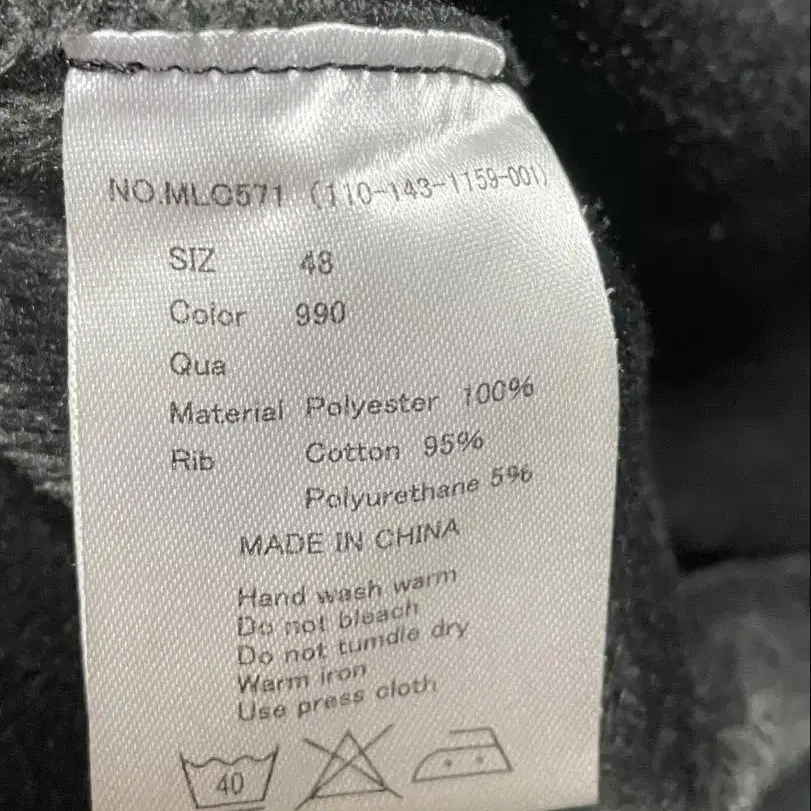 NO.MLC571 (110-143-1159-001)
SIZ 48
Color 990
Qua
Material Polyester 100%
Rib Cotton 95%
Polyurethane 5%
MADE IN CHINA
Hand wash warm
Do not bleach
Do not tumdle dry
Warm iron
Use press cloth
40